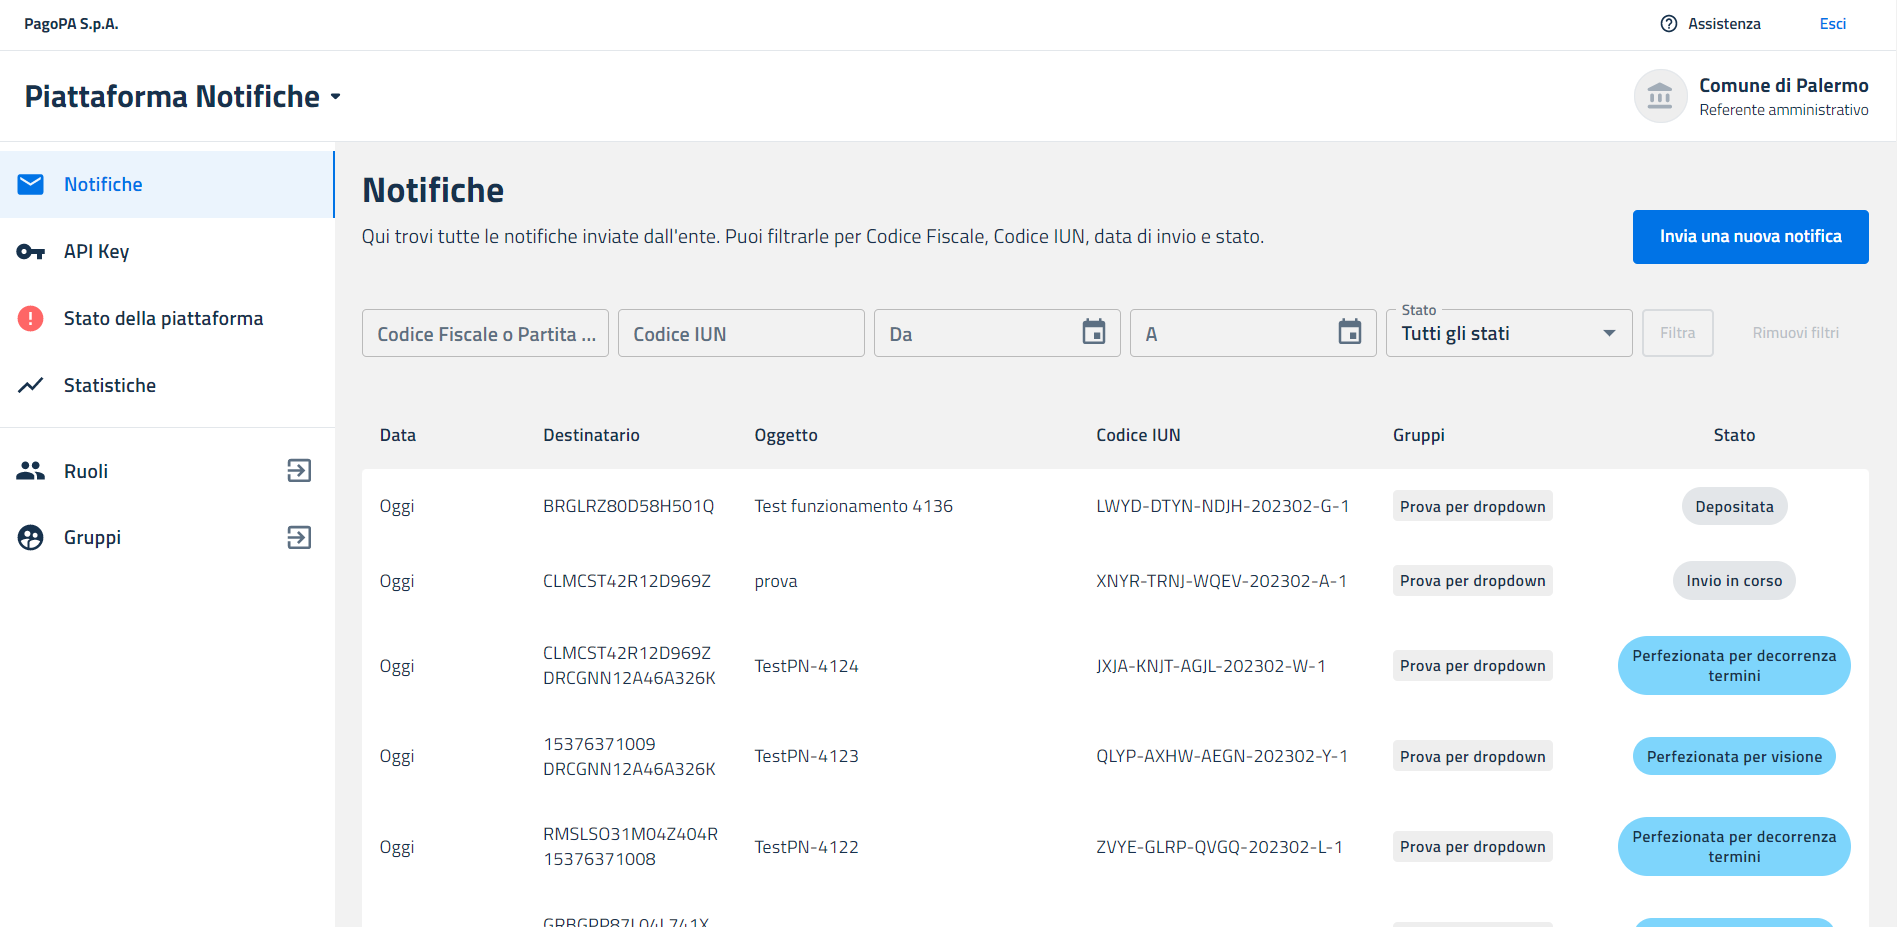 PagoPA S.p.A.
Assistenza
Esci
Piattaforma Notifiche
Comune di Palermo
Referente amministrativo
Notifiche
API Key
Stato della piattaforma
Statistiche
Ruoli
Gruppi
Notifiche
Qui trovi tutte le notifiche inviate dall'ente. Puoi filtrarle per Codice Fiscale, Codice IUN, data di invio e stato.
Invia una nuova notifica
Codice Fiscale o Partita ...
Codice IUN
Da
A
Stato
Tutti gli stati
Filtra
Rimuovi filtri
Data Destinatario Oggetto Codice IUN Gruppi Stato
Oggi BRGLRZ80D58H501Q Test funzionamento 4136 LWYD-DTYN-NDJH-202302-G-1 Prova per dropdown Depositata
Oggi CLMCST42R12D969Z prova XNYR-TRNJ-WQEV-202302-A-1 Prova per dropdown Invio in corso
CLMCST42R12D969Z
DRCGNN12A46A326K
Oggi TestPN-4124 JXJA-KNJT-AGJL-202302-W-1 Prova per dropdown
Perfezionata per decorrenza
termini
15376371009
DRCGNN12A46A326K
Oggi TestPN-4123 QLYP-AXHW-AEGN-202302-Y-1 Prova per dropdown Perfezionata per visione
RMSLSO31M04Z404R
15376371008
Oggi TestPN-4122 ZVYE-GLRP-QVGQ-202302-L-1 Prova per dropdown
Perfezionata per decorrenza
termini